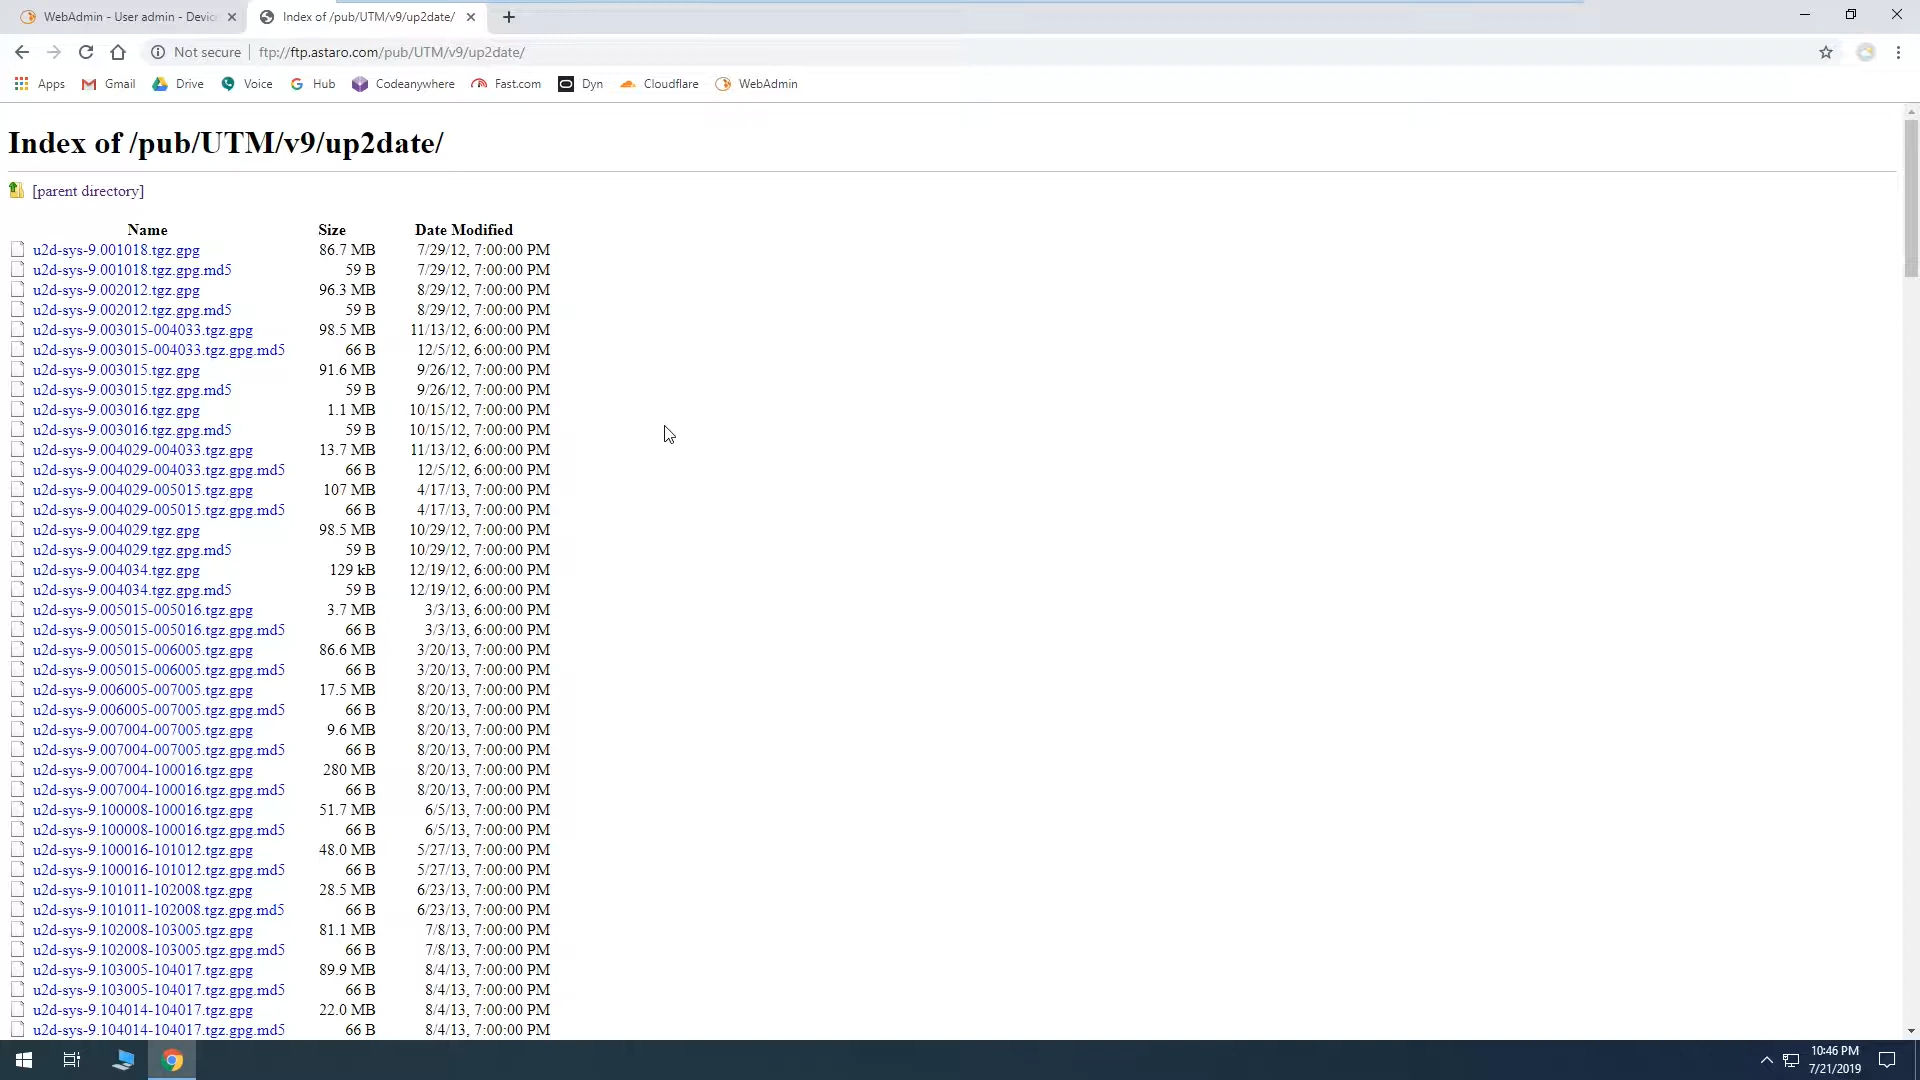 WebAdmin - User admin - Devic
Index of /pub/UTM/v9/up2date/
Not secure | ftp://ftp.astaro.com/pub/UTM/v9/up2date/
Apps Gmail Drive Voice Hub Codeanywhere Fast.com Dyn Cloudflare WebAdmin
Index of /pub/UTM/v9/up2date/
[parent directory]
Name Size Date Modified
u2d-sys-9.001018.tgz.gpg 86.7 MB 7/29/12, 7:00:00 PM
u2d-sys-9.001018.tgz.gpg.md5 59 B 7/29/12, 7:00:00 PM
u2d-sys-9.002012.tgz.gpg 96.3 MB 8/29/12, 7:00:00 PM
u2d-sys-9.002012.tgz.gpg.md5 59 B 8/29/12, 7:00:00 PM
u2d-sys-9.003015-004033.tgz.gpg 98.5 MB 11/13/12, 6:00:00 PM
u2d-sys-9.003015-004033.tgz.gpg.md5 66 B 12/5/12, 6:00:00 PM
u2d-sys-9.003015.tgz.gpg 91.6 MB 9/26/12, 7:00:00 PM
u2d-sys-9.003015.tgz.gpg.md5 59 B 9/26/12, 7:00:00 PM
u2d-sys-9.003016.tgz.gpg 1.1 MB 10/15/12, 7:00:00 PM
u2d-sys-9.003016.tgz.gpg.md5 59 B 10/15/12, 7:00:00 PM
u2d-sys-9.004029-004033.tgz.gpg 13.7 MB 11/13/12, 6:00:00 PM
u2d-sys-9.004029-004033.tgz.gpg.md5 66 B 12/5/12, 6:00:00 PM
u2d-sys-9.004029-005015.tgz.gpg 107 MB 4/17/13, 7:00:00 PM
u2d-sys-9.004029-005015.tgz.gpg.md5 66 B 4/17/13, 7:00:00 PM
u2d-sys-9.004029.tgz.gpg 98.5 MB 10/29/12, 7:00:00 PM
u2d-sys-9.004029.tgz.gpg.md5 59 B 10/29/12, 7:00:00 PM
u2d-sys-9.004034.tgz.gpg 129 kB 12/19/12, 6:00:00 PM
u2d-sys-9.004034.tgz.gpg.md5 59 B 12/19/12, 6:00:00 PM
u2d-sys-9.005015-005016.tgz.gpg 3.7 MB 3/3/13, 6:00:00 PM
u2d-sys-9.005015-005016.tgz.gpg.md5 66 B 3/3/13, 6:00:00 PM
u2d-sys-9.005015-006005.tgz.gpg 86.6 MB 3/20/13, 7:00:00 PM
u2d-sys-9.005015-006005.tgz.gpg.md5 66 B 3/20/13, 7:00:00 PM
u2d-sys-9.006005-007005.tgz.gpg 17.5 MB 8/20/13, 7:00:00 PM
u2d-sys-9.006005-007005.tgz.gpg.md5 66 B 8/20/13, 7:00:00 PM
u2d-sys-9.007004-007005.tgz.gpg 9.6 MB 8/20/13, 7:00:00 PM
u2d-sys-9.007004-007005.tgz.gpg.md5 66 B 8/20/13, 7:00:00 PM
u2d-sys-9.007004-100016.tgz.gpg 280 MB 8/20/13, 7:00:00 PM
u2d-sys-9.007004-100016.tgz.gpg.md5 66 B 8/20/13, 7:00:00 PM
u2d-sys-9.100008-100016.tgz.gpg 51.7 MB 6/5/13, 7:00:00 PM
u2d-sys-9.100008-100016.tgz.gpg.md5 66 B 6/5/13, 7:00:00 PM
u2d-sys-9.100016-101012.tgz.gpg 48.0 MB 5/27/13, 7:00:00 PM
u2d-sys-9.100016-101012.tgz.gpg.md5 66 B 5/27/13, 7:00:00 PM
u2d-sys-9.101011-102008.tgz.gpg 28.5 MB 6/23/13, 7:00:00 PM
u2d-sys-9.101011-102008.tgz.gpg.md5 66 B 6/23/13, 7:00:00 PM
u2d-sys-9.102008-103005.tgz.gpg 81.1 MB 7/8/13, 7:00:00 PM
u2d-sys-9.102008-103005.tgz.gpg.md5 66 B 7/8/13, 7:00:00 PM
u2d-sys-9.103005-104017.tgz.gpg 89.9 MB 8/4/13, 7:00:00 PM
u2d-sys-9.103005-104017.tgz.gpg.md5 66 B 8/4/13, 7:00:00 PM
u2d-sys-9.104014-104017.tgz.gpg 22.0 MB 8/4/13, 7:00:00 PM
u2d-sys-9.104014-104017.tgz.gpg.md5 66 B 8/4/13, 7:00:00 PM
10:46 PM
7/21/2019